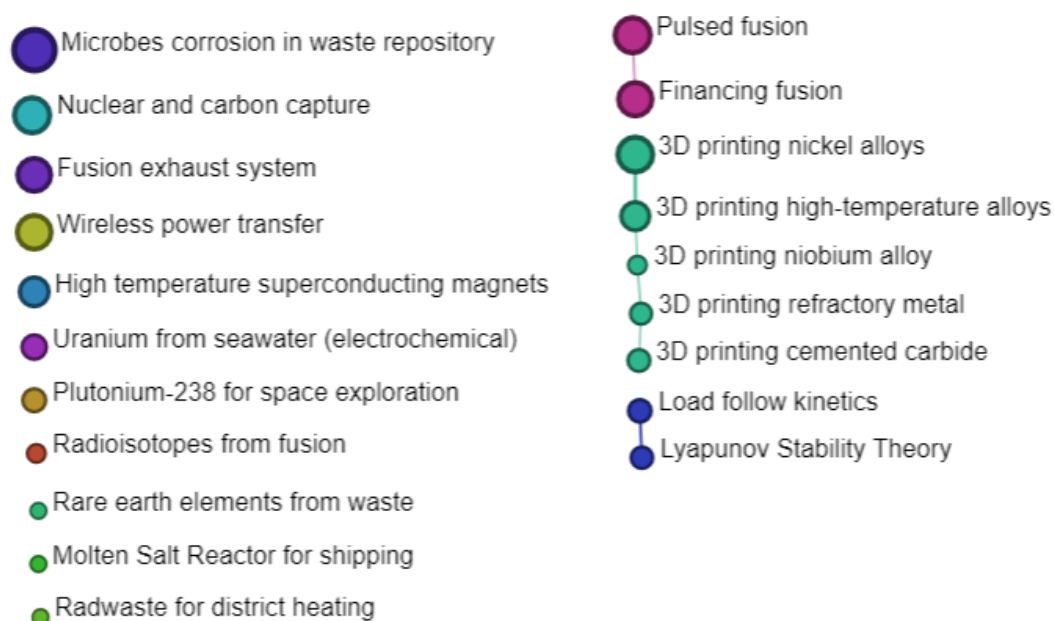 Microbes corrosion in waste repository
Nuclear and carbon capture
Fusion exhaust system
Wireless power transfer
High temperature superconducting magnets
Uranium from seawater (electrochemical)
Plutonium-238 for space exploration
Radioisotopes from fusion
Rare earth elements from waste
Molten Salt Reactor for shipping
Radwaste for district heating
Pulsed fusion
Financing fusion
3D printing nickel alloys
3D printing high-temperature alloys
3D printing niobium alloy
3D printing refractory metal
3D printing cemented carbide
Load follow kinetics
Lyapunov Stability Theory